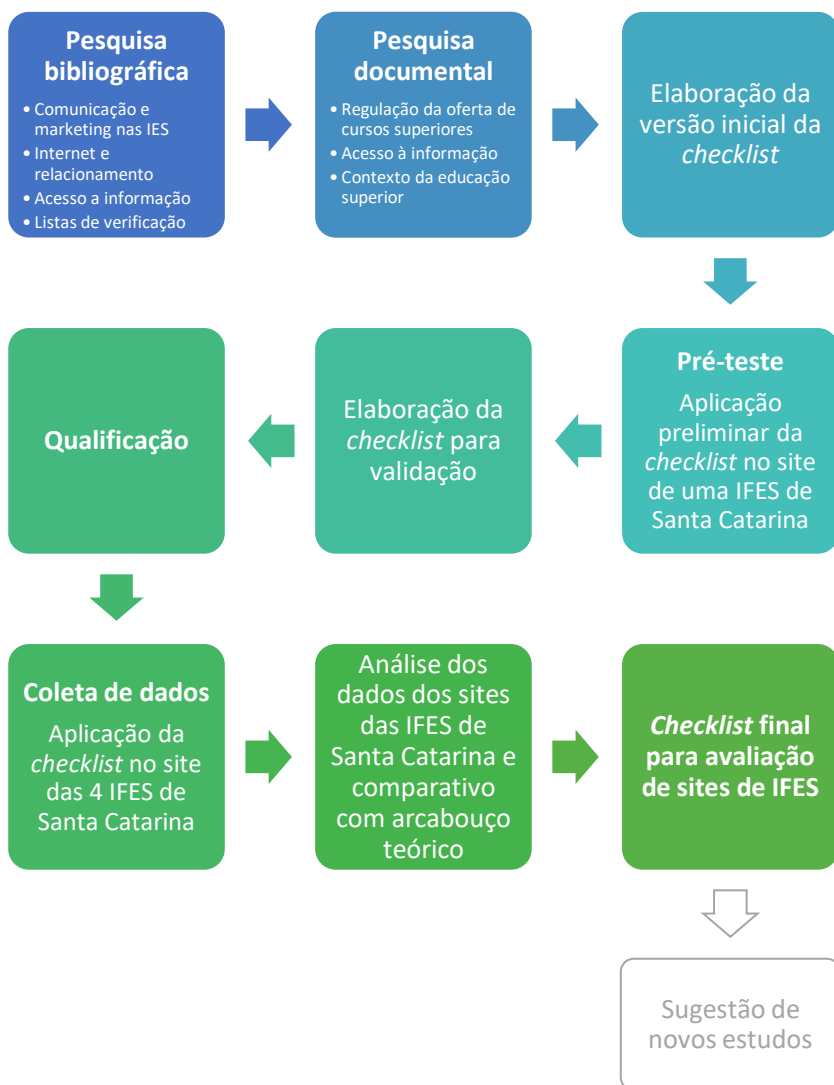 Pesquisa
bibliográfica
• Comunicação e
marketing nas IES
• Internet e
relacionamento
• Acesso a informação
• Listas de verificação
Pesquisa
documental
• Regulação da oferta de
cursos superiores
• Acesso à informação
• Contexto da educação
superior
Elaboração da
versão inicial da
checklist
Pré-teste
Aplicação
preliminar da
checklist no site
de uma IFES de
Santa Catarina
Elaboração da
checklist para
validação
Qualificação
Coleta de dados
Aplicação da
checklist no site
das 4 IFES de
Santa Catarina
Análise dos
dados dos sites
das IFES de
Santa Catarina e
comparativo
com arcabouço
teórico
Checklist final
para avaliação
de sites de IFES
Sugestão de
novos estudos